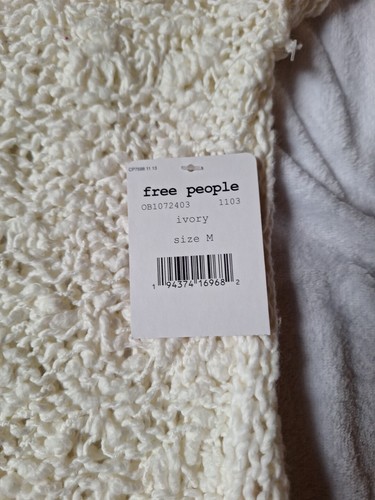 free people
OB1072403 1103
ivory
size M
1 94374 16968 2